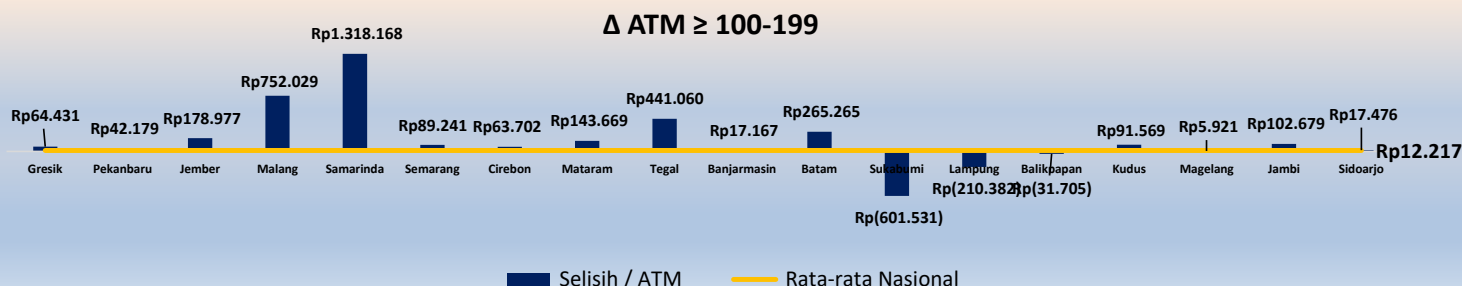 Δ ATM ≥ 100-199
Rp64.431
Rp42.179
Rp178.977
Rp752.029
Rp1.318.168
Rp89.241
Rp63.702
Rp143.669
Rp441.060
Rp17.167
Rp265.265
Rp(601.531)
Rp(210.382)
Rp(31.705)
Rp91.569
Rp5.921
Rp102.679
Rp17.476
Rp12.217
Gresik
Pekanbaru
Jember
Malang
Samarinda
Semarang
Cirebon
Mataram
Tegal
Banjarmasin
Batam
Sukabumi
Lampung
Balikpapan
Kudus
Magelang
Jambi
Sidoarjo
Selisih / ATM
Rata-rata Nasional